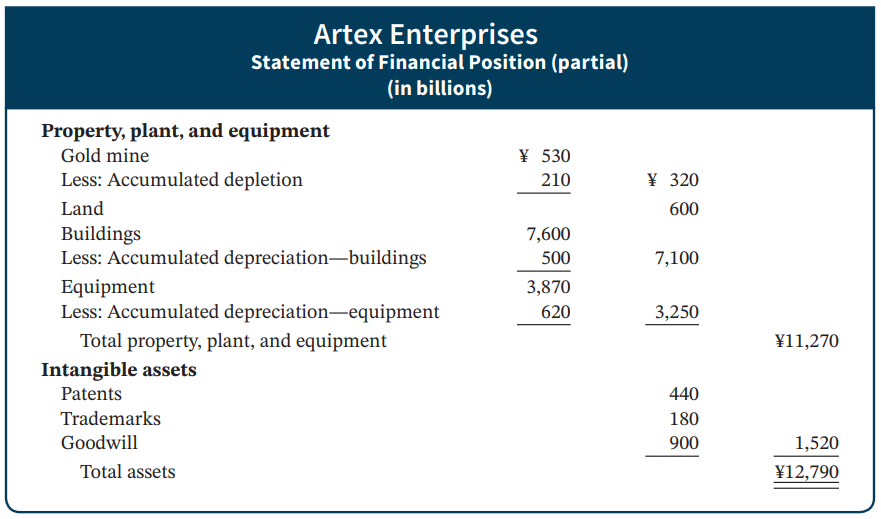 Artex Enterprises
Statement of Financial Position (partial)
(in billions)
Property, plant, and equipment
Gold mine ¥ 530
Less: Accumulated depletion 210 ¥ 320
Land 600
Buildings 7,600
Less: Accumulated depreciation—buildings 500 7,100
Equipment 3,870
Less: Accumulated depreciation—equipment 620 3,250
Total property, plant, and equipment ¥11,270
Intangible assets
Patents 440
Trademarks 180
Goodwill 900 1,520
Total assets ¥12,790